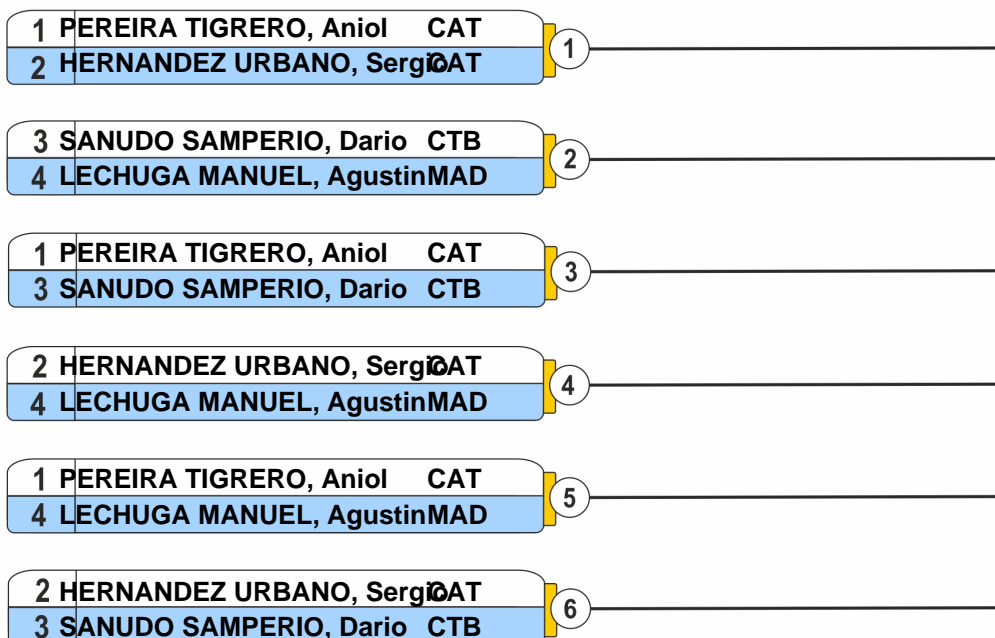 1 PEREIRA TIGRERO, Aniol CAT
2 HERNANDEZ URBANO, Sergio CAT
1
3 SANUDO SAMPERIO, Dario CTB
4 LECHUGA MANUEL, Agustin MAD
2
1 PEREIRA TIGRERO, Aniol CAT
3 SANUDO SAMPERIO, Dario CTB
3
2 HERNANDEZ URBANO, Sergio CAT
4 LECHUGA MANUEL, Agustin MAD
4
1 PEREIRA TIGRERO, Aniol CAT
4 LECHUGA MANUEL, Agustin MAD
5
2 HERNANDEZ URBANO, Sergio CAT
3 SANUDO SAMPERIO, Dario CTB
6